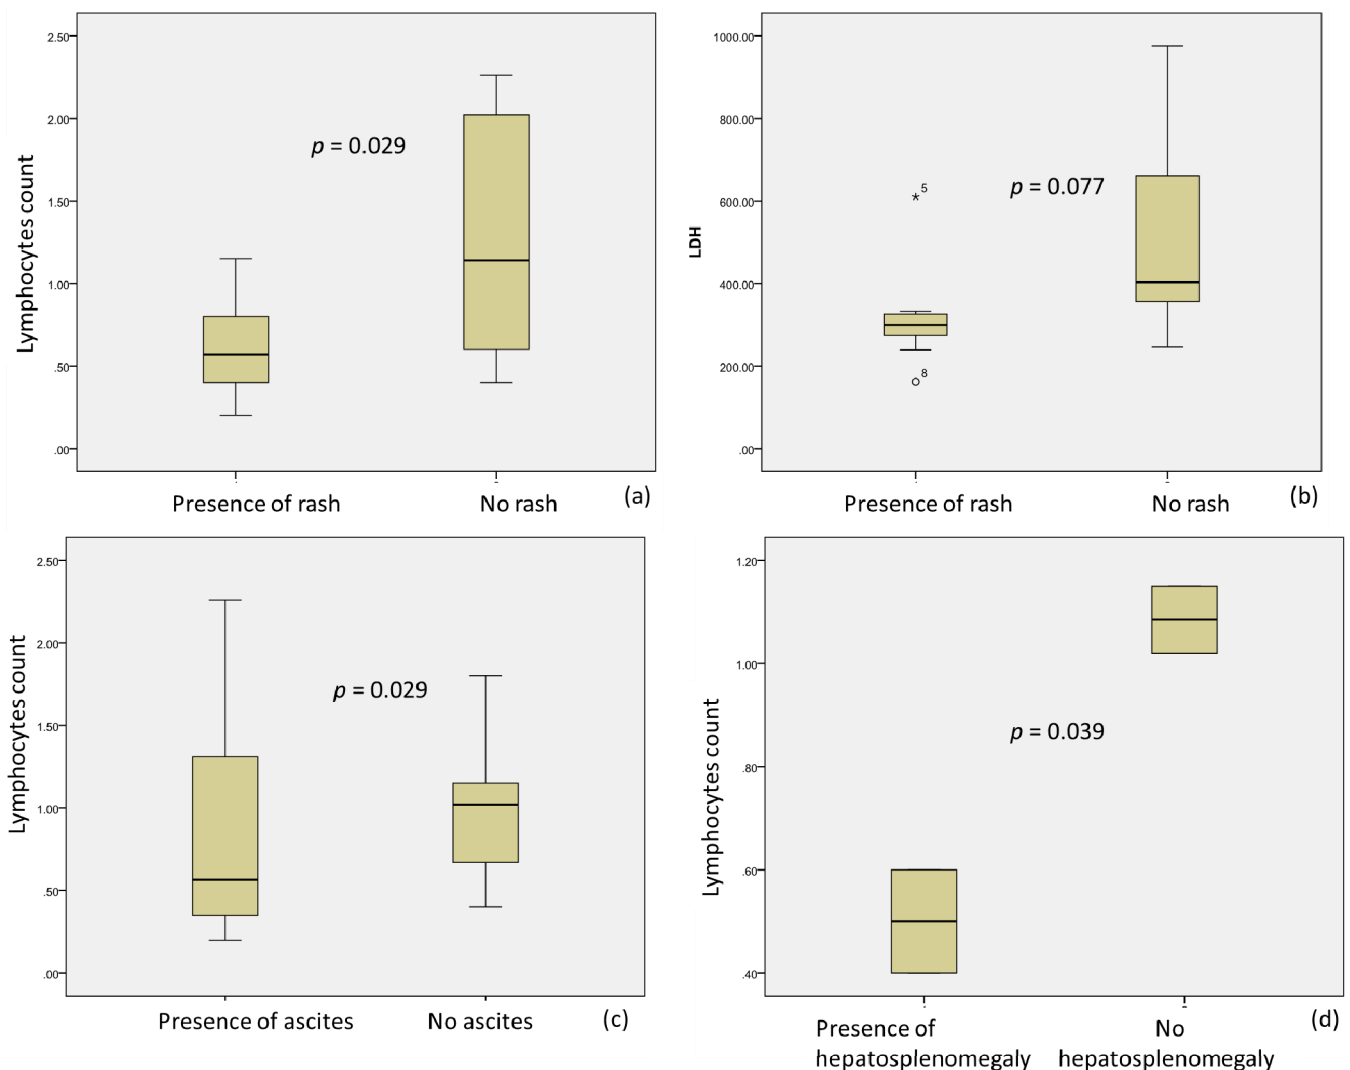 2.50
2.00
1.50
1.00
.50
.00
Lymphocytes count
p = 0.029
Presence of rash
No rash
(a)
1000.00
800.00
600.00
400.00
200.00
.00
LDH
*5
p = 0.077
8
Presence of rash
No rash
(b)
2.50
2.00
1.50
1.00
.50
.00
Lymphocytes count
p = 0.029
Presence of ascites
No ascites
(c)
1.20
1.00
.80
.60
.40
Lymphocytes count
p = 0.039
Presence of
hepatosplenomegaly
No
hepatosplenomegaly
(d)